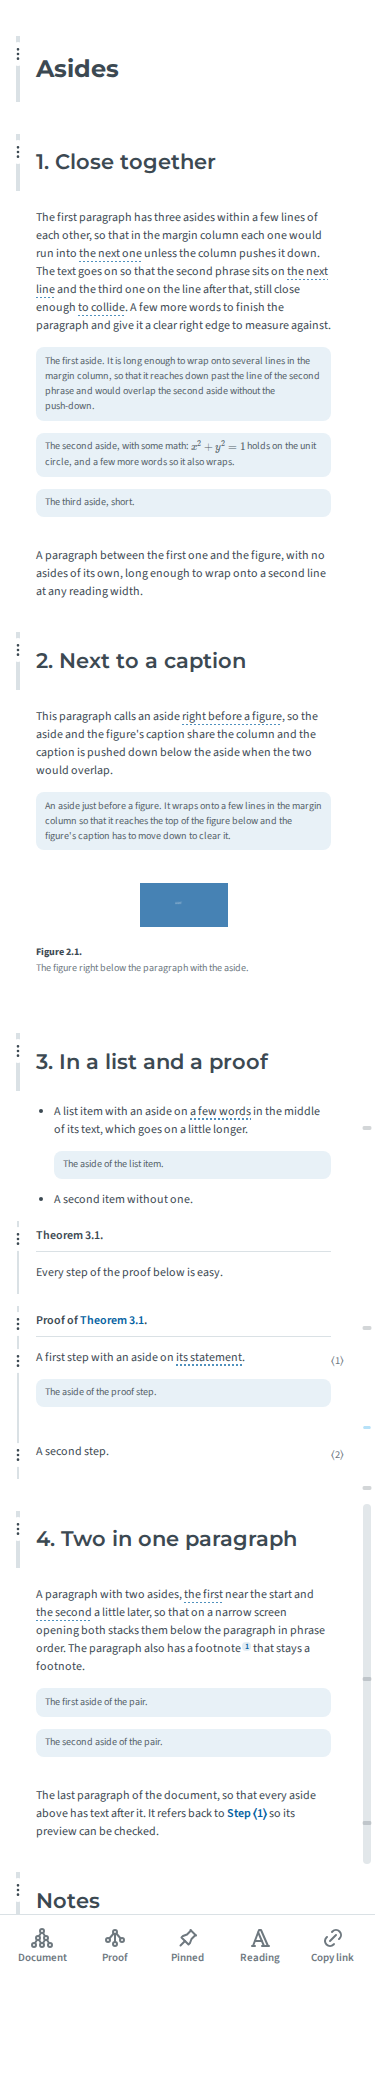 Asides
1. Close together
The first paragraph has three asides within a few lines of
each other, so that in the margin column each one would
run into the next one unless the column pushes it down.
The text goes on so that the second phrase sits on the next
line and the third one on the line after that, still close
enough to collide. A few more words to finish the
paragraph and give it a clear right edge to measure against.
The first aside. It is long enough to wrap onto several lines in the
margin column, so that it reaches down past the line of the second
phrase and would overlap the second aside without the
push-down.
The second aside, with some math: x² + y² = 1 holds on the unit
circle, and a few more words so it also wraps.
The third aside, short.
A paragraph between the first one and the figure, with no
asides of its own, long enough to wrap onto a second line
at any reading width.
2. Next to a caption
This paragraph calls an aside right before a figure, so the
aside and the figure's caption share the column and the
caption is pushed down below the aside when the two
would overlap.
An aside just before a figure. It wraps onto a few lines in the margin
column so that it reaches the top of the figure below and the
figure's caption has to move down to clear it.
Figure 2.1.
The figure right below the paragraph with the aside.
3. In a list and a proof
• A list item with an aside on a few words in the middle
of its text, which goes on a little longer.
The aside of the list item.
• A second item without one.
Theorem 3.1.
Every step of the proof below is easy.
Proof of Theorem 3.1.
A first step with an aside on its statement. ⟨1⟩
The aside of the proof step.
A second step. ⟨2⟩
4. Two in one paragraph
A paragraph with two asides, the first near the start and
the second a little later, so that on a narrow screen
opening both stacks them below the paragraph in phrase
order. The paragraph also has a footnote 1 that stays a
footnote.
The first aside of the pair.
The second aside of the pair.
The last paragraph of the document, so that every aside
above has text after it. It refers back to Step ⟨1⟩ so its
preview can be checked.
Notes
Document Proof Pinned Reading Copy link